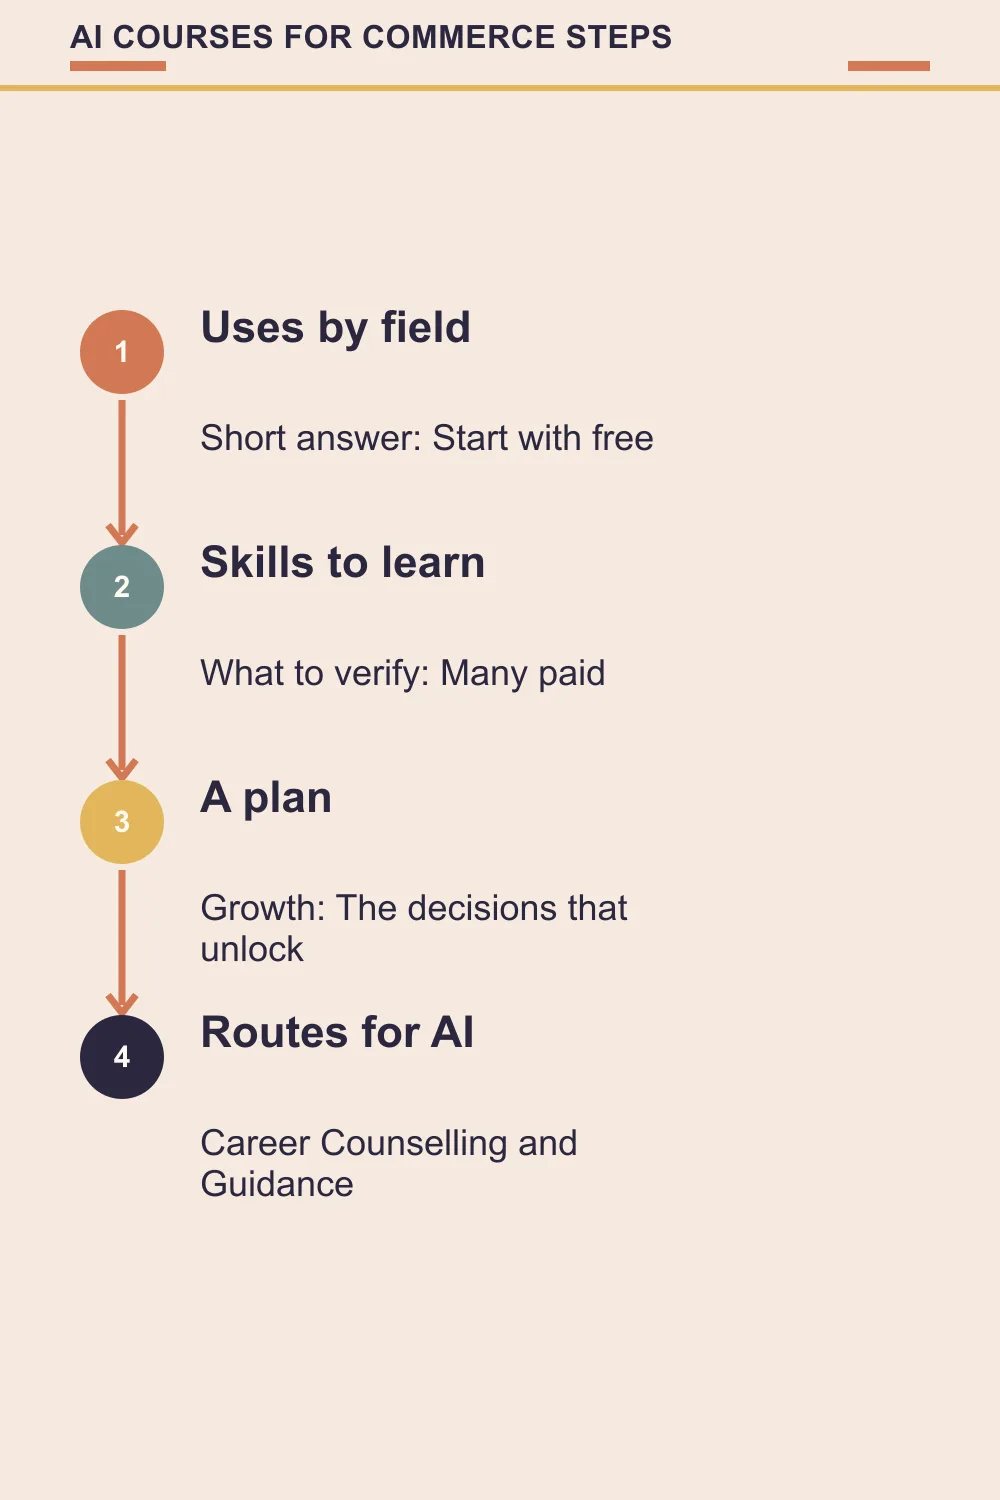 AI COURSES FOR COMMERCE STEPS
1
Uses by field
Short answer: Start with free
2
Skills to learn
What to verify: Many paid
3
A plan
Growth: The decisions that
unlock
4
Routes for AI
Career Counselling and
Guidance